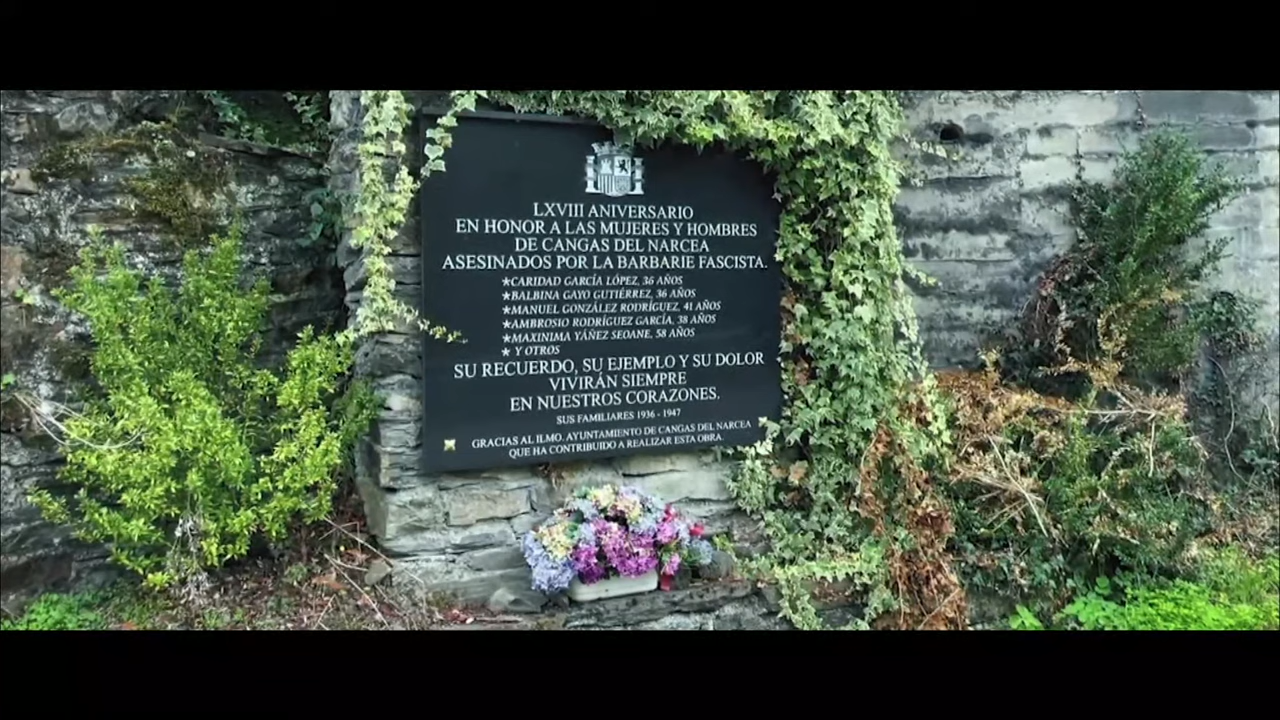 LXVIII ANIVERSARIO
EN HONOR A LAS MUJERES Y HOMBRES
DE CANGAS DEL NARCEA
ASESINADOS POR LA BARBARIE FASCISTA.
★CARIDAD GARCÍA LÓPEZ, 36 AÑOS
★BALBINA GAYO GUTIÉRREZ, 36 AÑOS
★MANUEL GONZÁLEZ RODRÍGUEZ, 41 AÑOS
★AMBROSIO RODRÍGUEZ GARCÍA, 38 AÑOS
★MAXINIMA YÁÑEZ SEOANE, 58 AÑOS
★ Y OTROS
SU RECUERDO, SU EJEMPLO Y SU DOLOR
VIVIRÁN SIEMPRE
EN NUESTROS CORAZONES.
SUS FAMILIARES 1936 - 1947
GRACIAS AL ILMO. AYUNTAMIENTO DE CANGAS DEL NARCEA
QUE HA CONTRIBUIDO A REALIZAR ESTA OBRA.